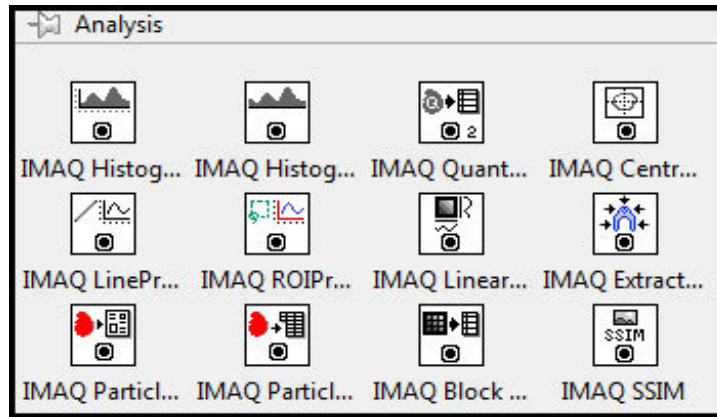 Analysis
IMAQ Histog... IMAQ Histog... IMAQ Quant... IMAQ Centr...
IMAQ LinePr... IMAQ ROIPr... IMAQ Linear... IMAQ Extract...
SSIM
IMAQ Particl... IMAQ Particl... IMAQ Block ... IMAQ SSIM